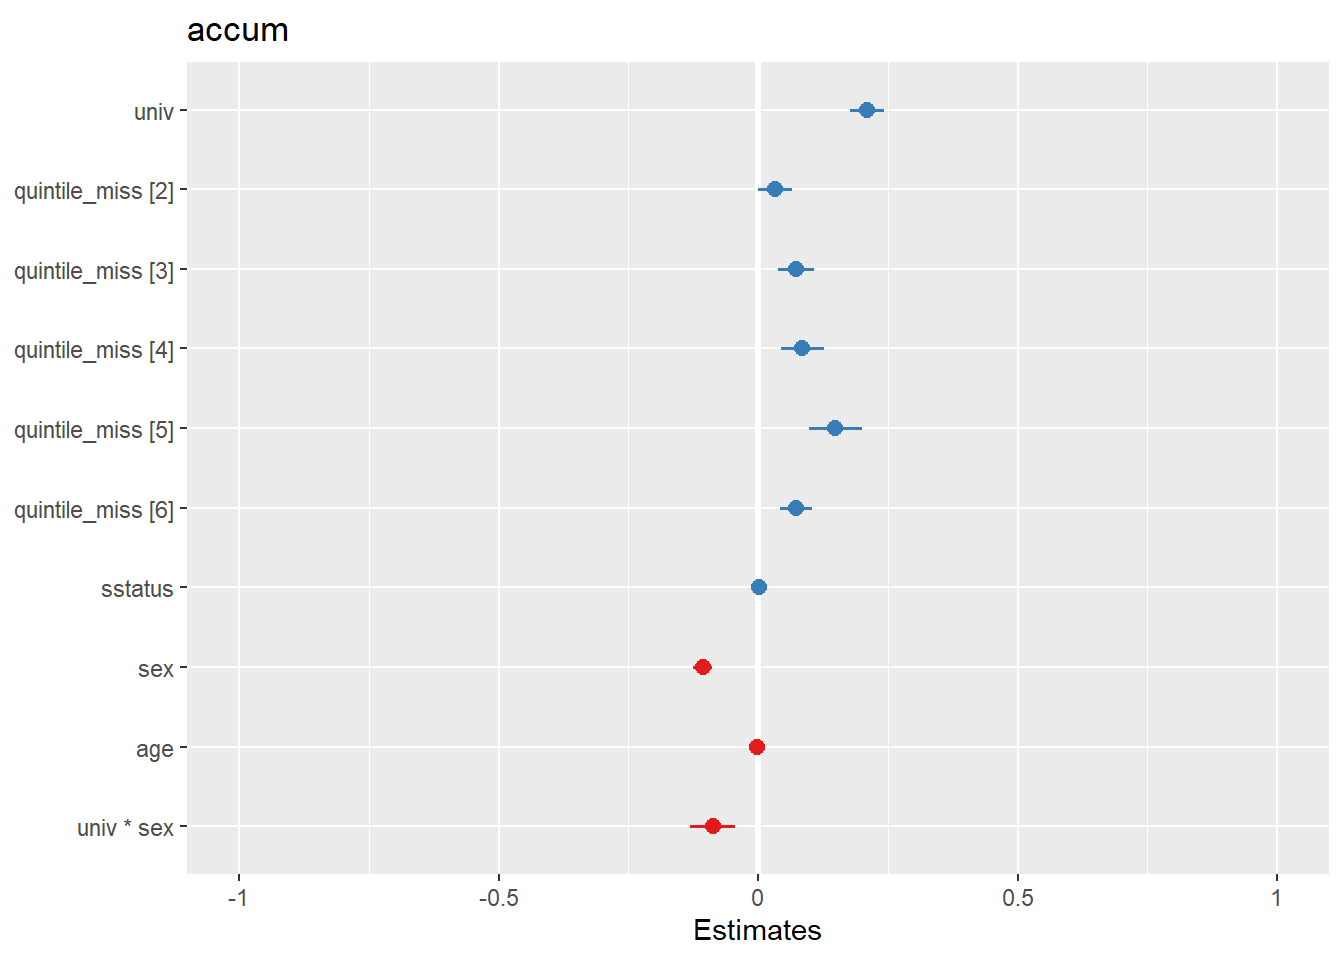 accum
univ
quintile_miss [2]
quintile_miss [3]
quintile_miss [4]
quintile_miss [5]
quintile_miss [6]
sstatus
sex
age
univ * sex
-1 -0.5 0 0.5 1
Estimates